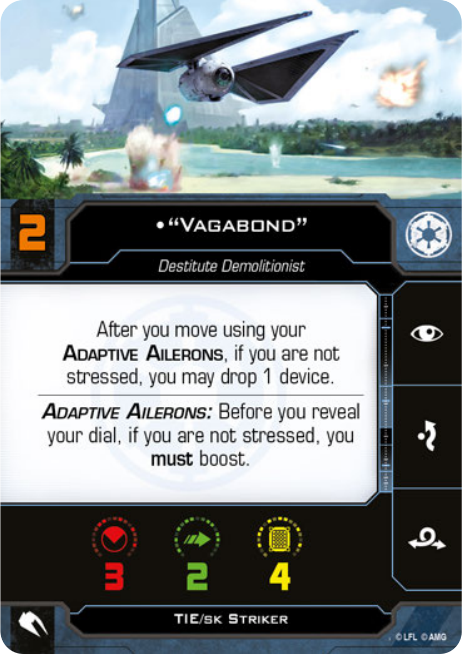 2
•"Vagabond"
Destitute Demolitionist
After you move using your
Adaptive Ailerons, if you are not
stressed, you may drop 1 device.
Adaptive Ailerons: Before you reveal
your dial, if you are not stressed, you
must boost.
3 2 4
TIE/sk Striker
© LFL © AMG